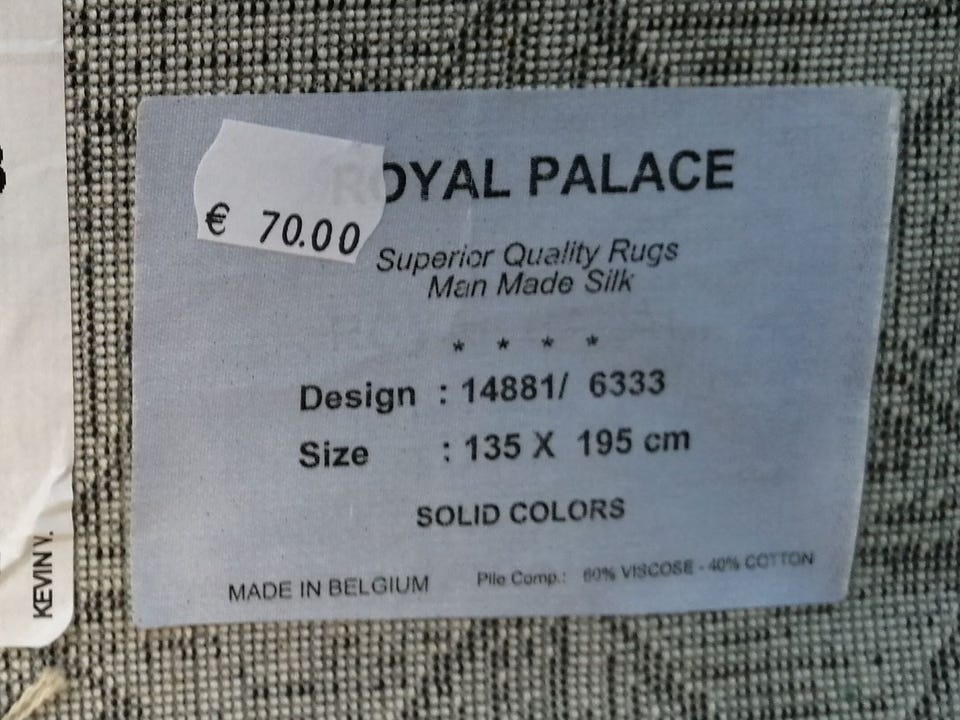 € 70.00
ROYAL PALACE
Superior Quality Rugs
Man Made Silk
* * * *
Design : 14881/ 6333
Size : 135 X 195 cm
SOLID COLORS
MADE IN BELGIUM Pile Comp.: 60% VISCOSE - 40% COTTON
KEVIN V.